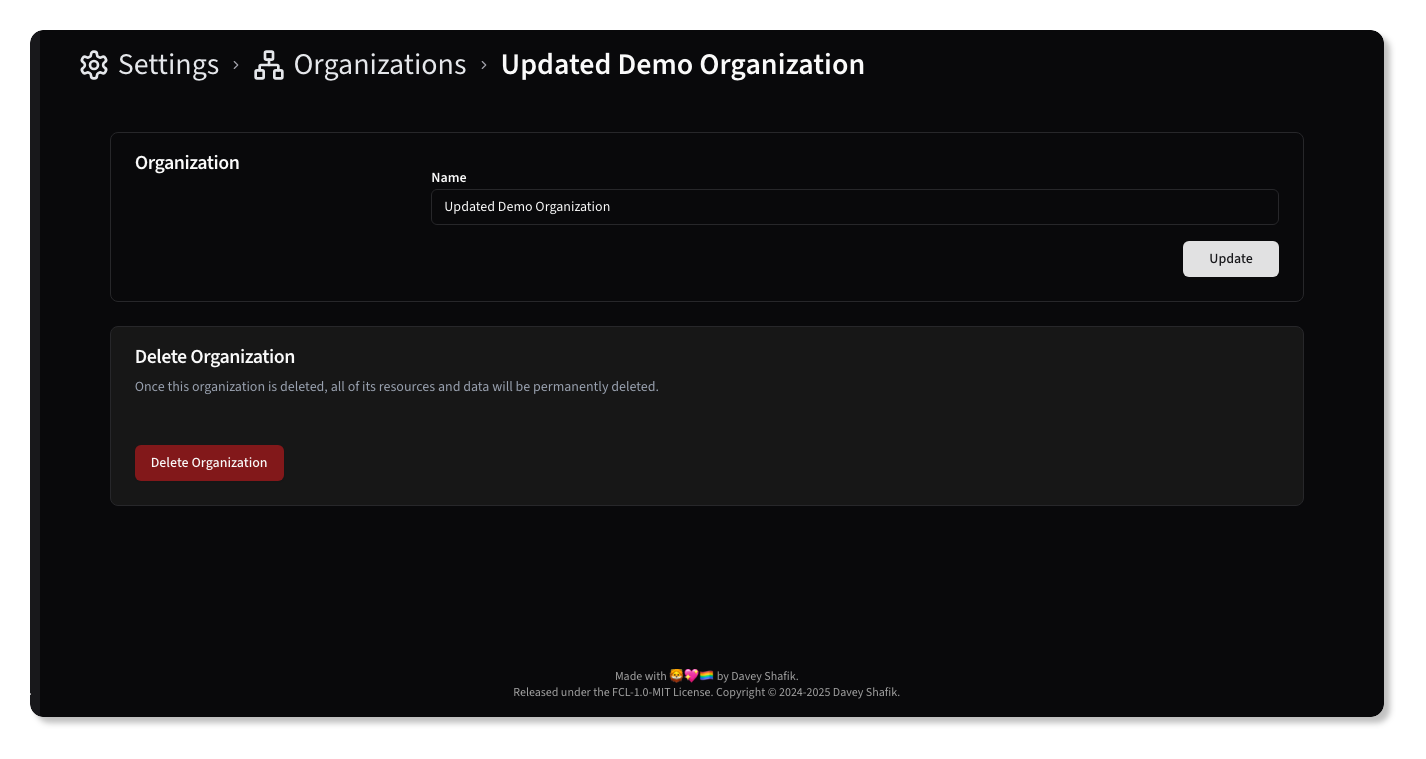 Settings › Organizations › Updated Demo Organization
Organization
Name
Updated Demo Organization
Update
Delete Organization
Once this organization is deleted, all of its resources and data will be permanently deleted.
Delete Organization
Made with 🦁💖🏳️‍🌈 by Davey Shafik.
Released under the FCL-1.0-MIT License. Copyright © 2024-2025 Davey Shafik.